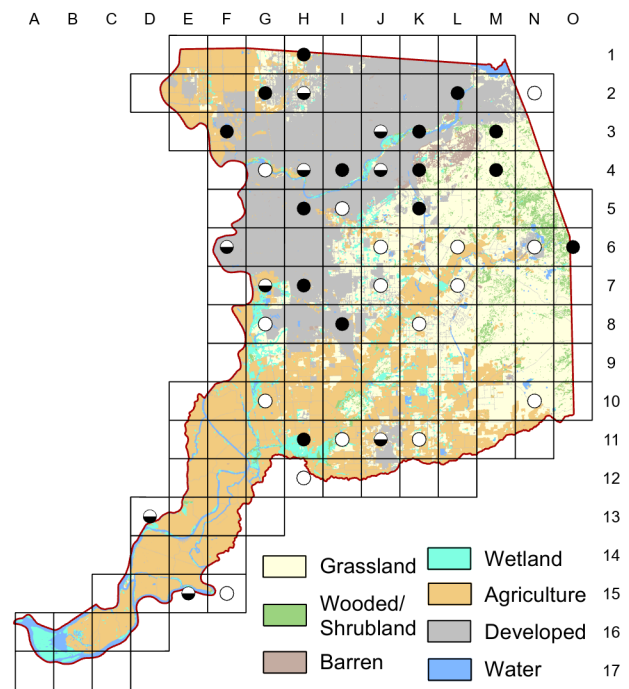 A B C D E F G H I J K L M N O
1
2
3
4
5
6
7
8
9
10
11
12
13
14
15
16
17
Grassland
Wooded/
Shrubland
Barren
Wetland
Agriculture
Developed
Water